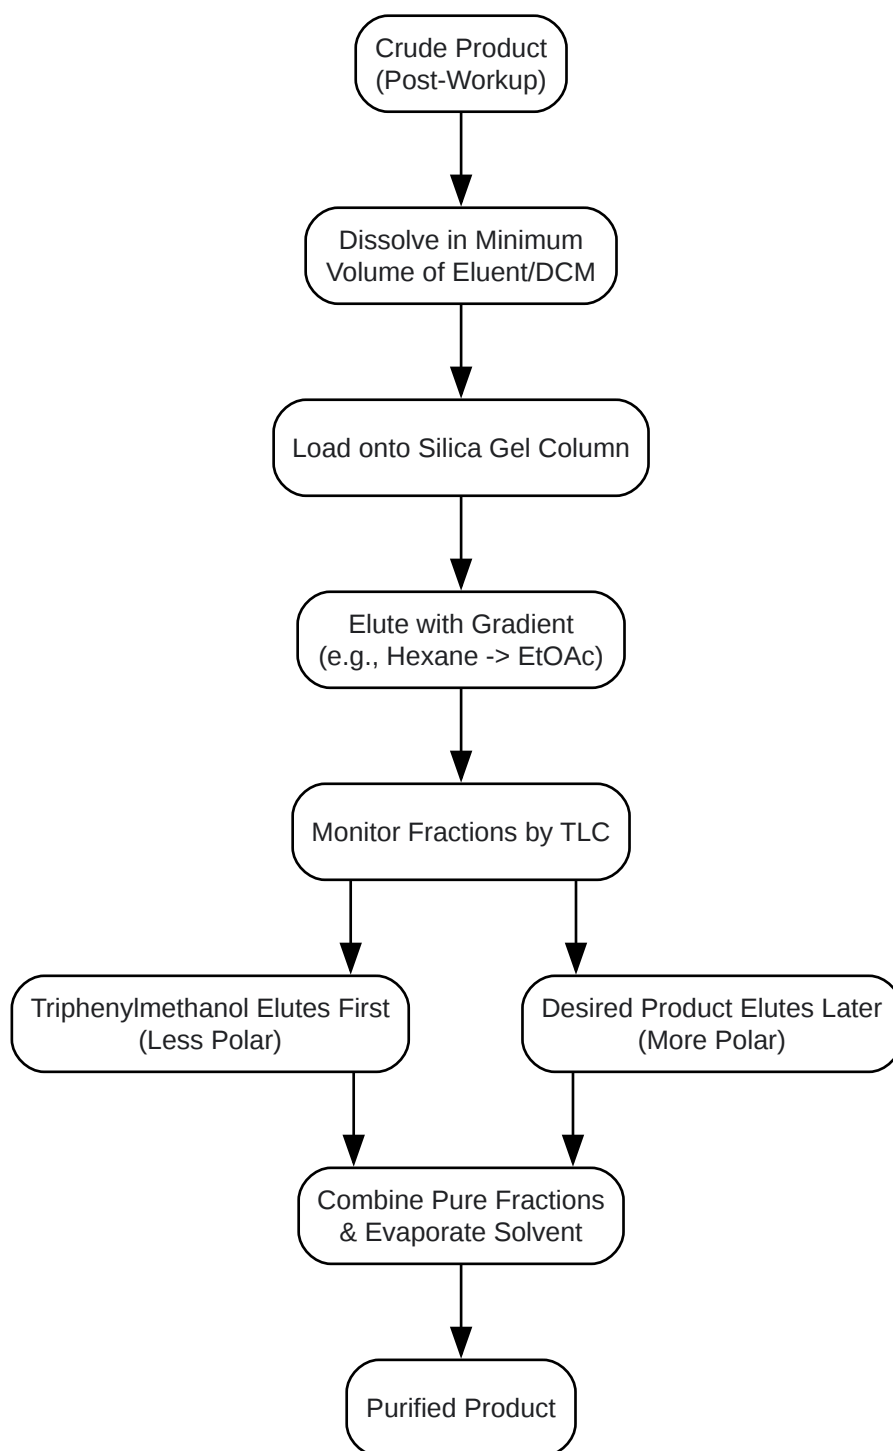 Crude Product
(Post-Workup)
Dissolve in Minimum
Volume of Eluent/DCM
Load onto Silica Gel Column
Elute with Gradient
(e.g., Hexane -> EtOAc)
Monitor Fractions by TLC
Triphenylmethanol Elutes First
(Less Polar)
Desired Product Elutes Later
(More Polar)
Combine Pure Fractions
& Evaporate Solvent
Purified Product